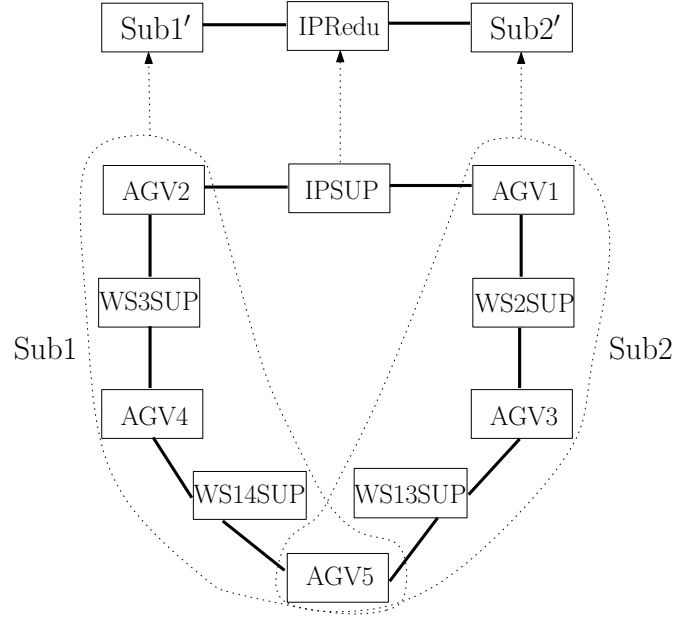 Sub1′ IPRedu Sub2′
AGV2 IPSUP AGV1
WS3SUP WS2SUP
Sub1 Sub2
AGV4 AGV3
WS14SUP WS13SUP
AGV5